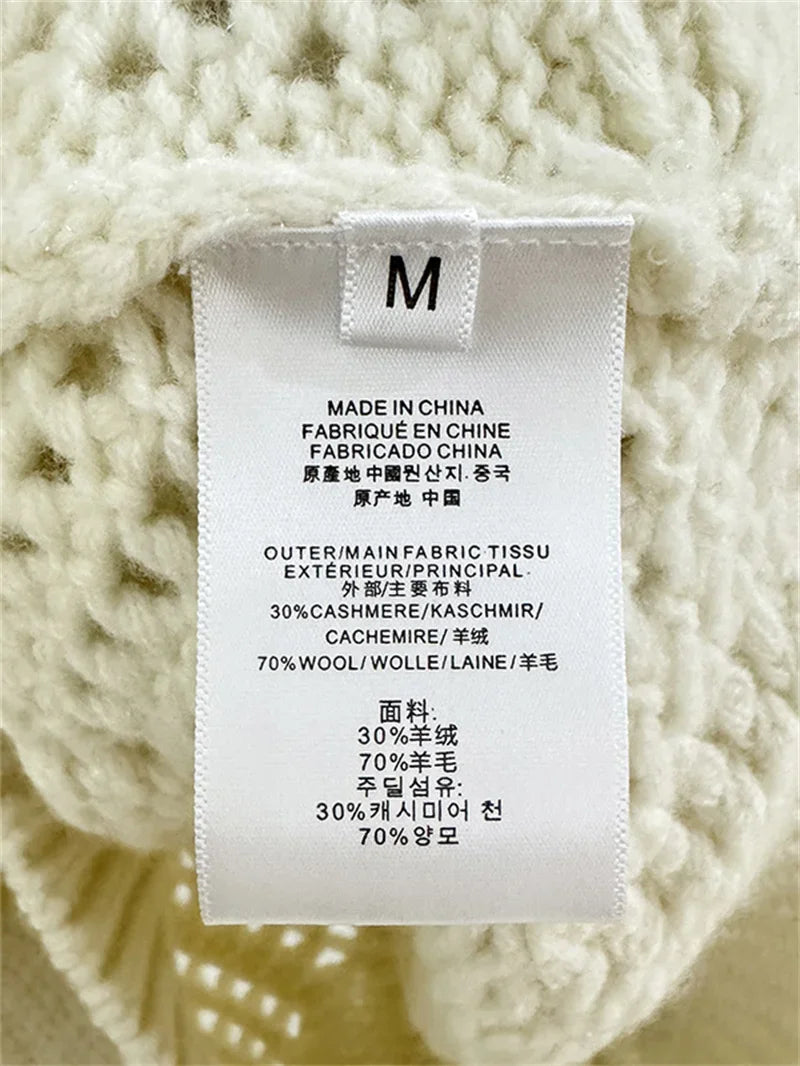 M
MADE IN CHINA
FABRIQUÉ EN CHINE
FABRICADO CHINA
原產地 中國원산지.중국
原产地 中国
OUTER/MAIN FABRIC TISSU
EXTÉRIEUR/PRINCIPAL.
外部/主要布料
30%CASHMERE/KASCHMIR/
CACHEMIRE/羊绒
70%WOOL/WOLLE/LAINE/羊毛
面料:
30%羊绒
70%羊毛
주딜섬유:
30%캐시미어 천
70%양모